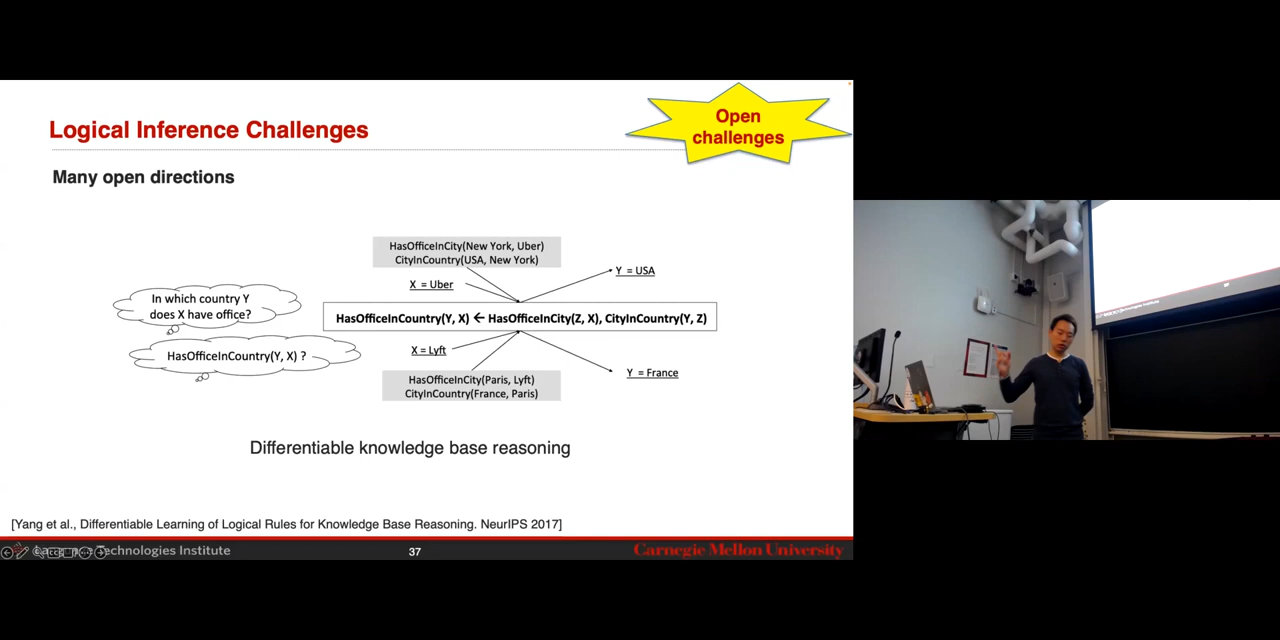 Logical Inference Challenges
Open
challenges
Many open directions
HasOfficeInCity(New York, Uber)
CityInCountry(USA, New York)
Y = USA
X = Uber
In which country Y
does X have office?
HasOfficeInCountry(Y, X) ← HasOfficeInCity(Z, X), CityInCountry(Y, Z)
HasOfficeInCountry(Y, X) ?
X = Lyft
Y = France
HasOfficeInCity(Paris, Lyft)
CityInCountry(France, Paris)
Differentiable knowledge base reasoning
[Yang et al., Differentiable Learning of Logical Rules for Knowledge Base Reasoning. NeurIPS 2017]
Technologies Institute
37
Carnegie Mellon University